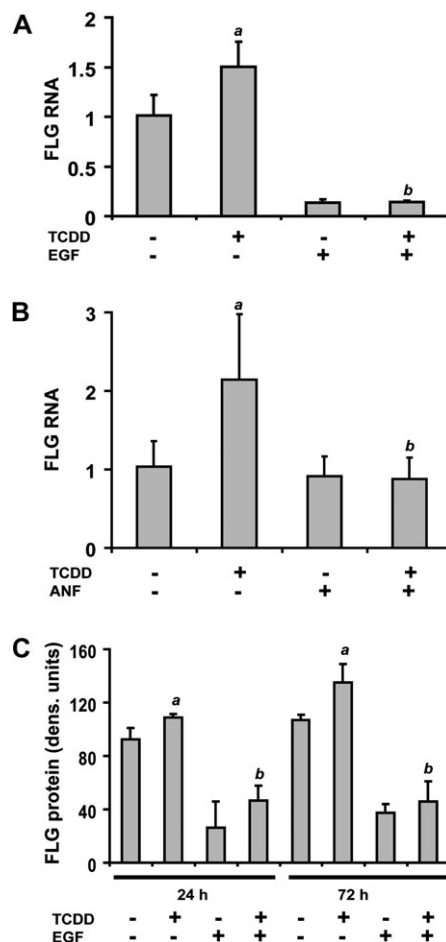 A
FLG RNA
2
1.5
1
0.5
0
a
b
TCDD - + - +
EGF - - + +
B
FLG RNA
3
2
1
0
a
b
TCDD - + - +
ANF - - + +
C
FLG protein (dens. units)
160
120
80
40
0
a
b
a
b
24 h 72 h
TCDD - + - + - + - +
EGF - - + + - - + +